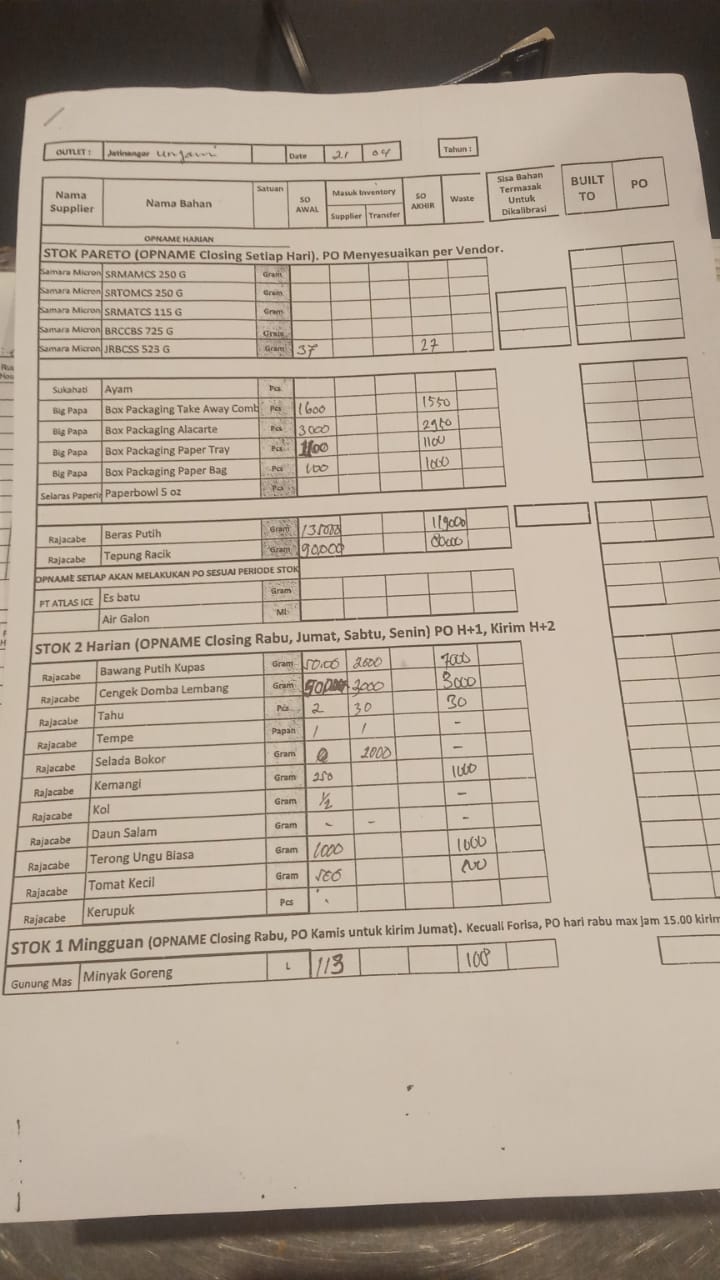 OUTLET : Jatinangor unjani Date 21 04 Tahun :
Nama Supplier Nama Bahan Satuan SO AWAL Masuk Inventory Supplier Transfer SO AKHIR Waste Sisa Bahan Termasak Untuk Dikalibrasi BUILT TO PO
OPNAME HARIAN
STOK PARETO (OPNAME Closing Setiap Hari). PO Menyesuaikan per Vendor.
Samara Micron SRMAMCS 250 G Gram
Samara Micron SRTOMCS 250 G Gram
Samara Micron SRMATCS 115 G Gram
Samara Micron BRCCBS 725 G Gram
Samara Micron JRBCSS 523 G Gram 37 27
Sukahati Ayam Pcs
Big Papa Box Packaging Take Away Comb Pcs 1600 1550
Big Papa Box Packaging Alacarte Pcs 3000 2950
Big Papa Box Packaging Paper Tray Pcs 1100 1100
Big Papa Box Packaging Paper Bag Pcs 1000
Selaras Paperin Paperbowl 5 oz Pcs
Rajacabe Beras Putih Gram 119000
Rajacabe Tepung Racik Gram 90,000
OPNAME SETIAP AKAN MELAKUKAN PO SESUAI PERIODE STOK
PT ATLAS ICE Es batu Gram
Air Galon Ml
STOK 2 Harian (OPNAME Closing Rabu, Jumat, Sabtu, Senin) PO H+1, Kirim H+2
Rajacabe Bawang Putih Kupas Gram 2000 7000
Rajacabe Cengek Domba Lembang Gram 3000 3000
Rajacabe Tahu Pcs 2 30 30
Rajacabe Tempe Papan 1 1 -
Rajacabe Selada Bokor Gram 0 2000 -
Rajacabe Kemangi Gram 250 1000
Rajacabe Kol Gram 1/2 -
Rajacabe Daun Salam Gram - - -
Rajacabe Terong Ungu Biasa Gram 1000 1000
Rajacabe Tomat Kecil Gram 500
Rajacabe Kerupuk Pcs
STOK 1 Mingguan (OPNAME Closing Rabu, PO Kamis untuk kirim Jumat). Kecuali Forisa, PO hari rabu max jam 15.00 kirim
Gunung Mas Minyak Goreng L 113 108